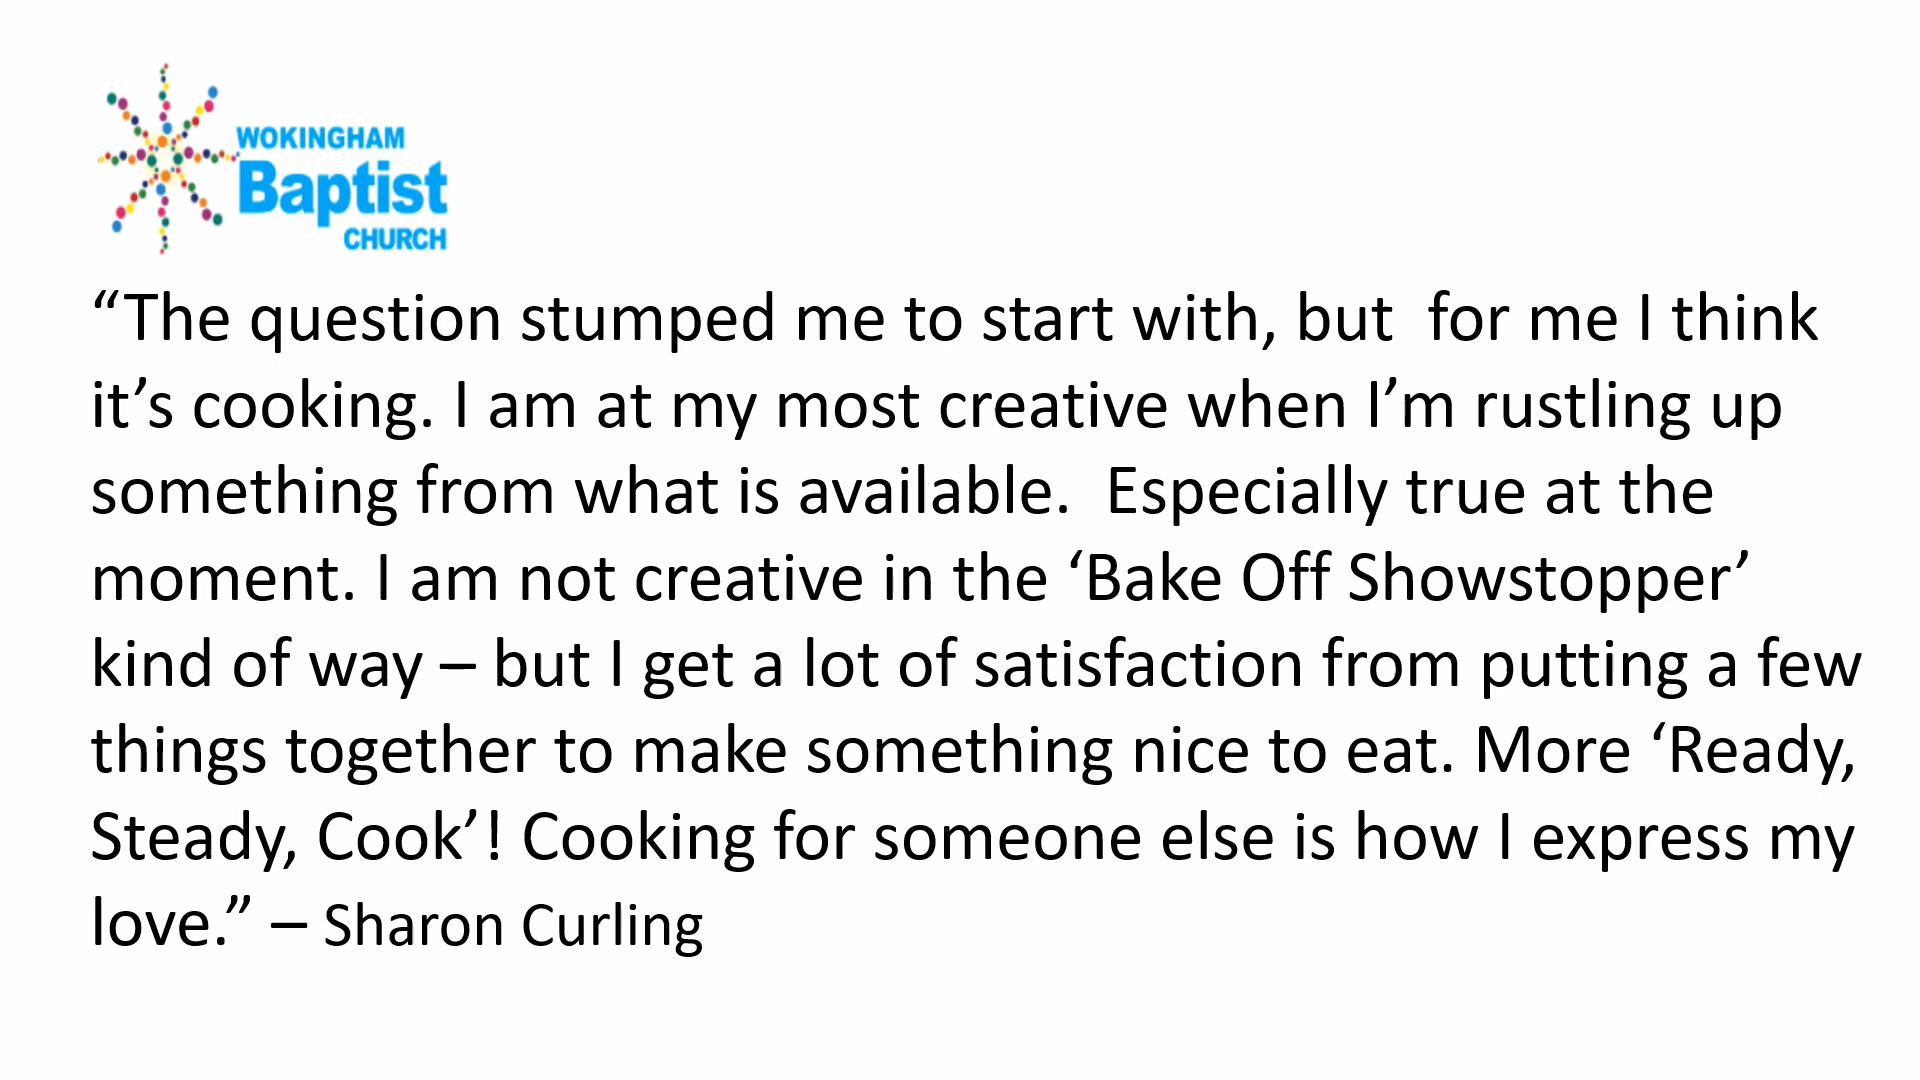 WOKINGHAM
Baptist
CHURCH
“The question stumped me to start with, but  for me I think
it’s cooking. I am at my most creative when I’m rustling up
something from what is available.  Especially true at the
moment. I am not creative in the ‘Bake Off Showstopper’
kind of way – but I get a lot of satisfaction from putting a few
things together to make something nice to eat. More ‘Ready,
Steady, Cook’! Cooking for someone else is how I express my
love.” – Sharon Curling